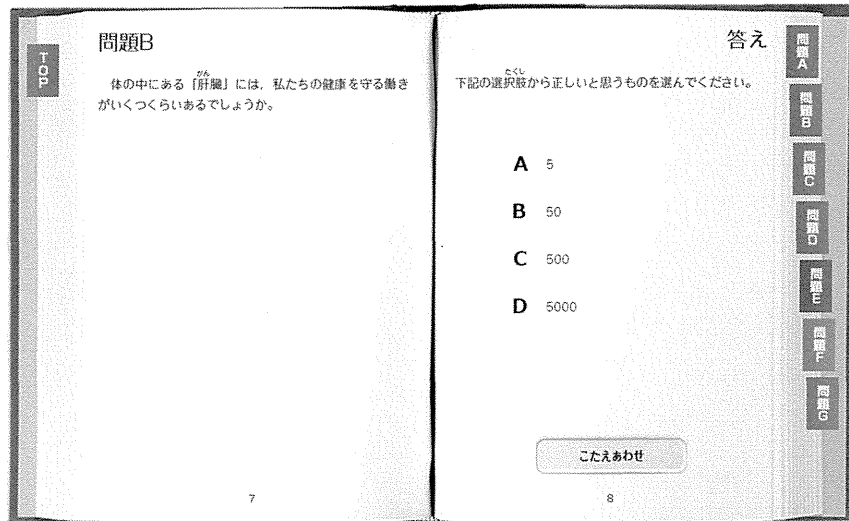 TOP
問題B
がん
体の中にある「肝臓」には，私たちの健康を守る働き
がいくつくらいあるでしょうか。
7
答え
たくし
下記の選択肢から正しいと思うものを選んでください。
A 5
B 50
C 500
D 5000
こたえあわせ
8
問題A
問題B
問題C
問題D
問題E
問題F
問題G